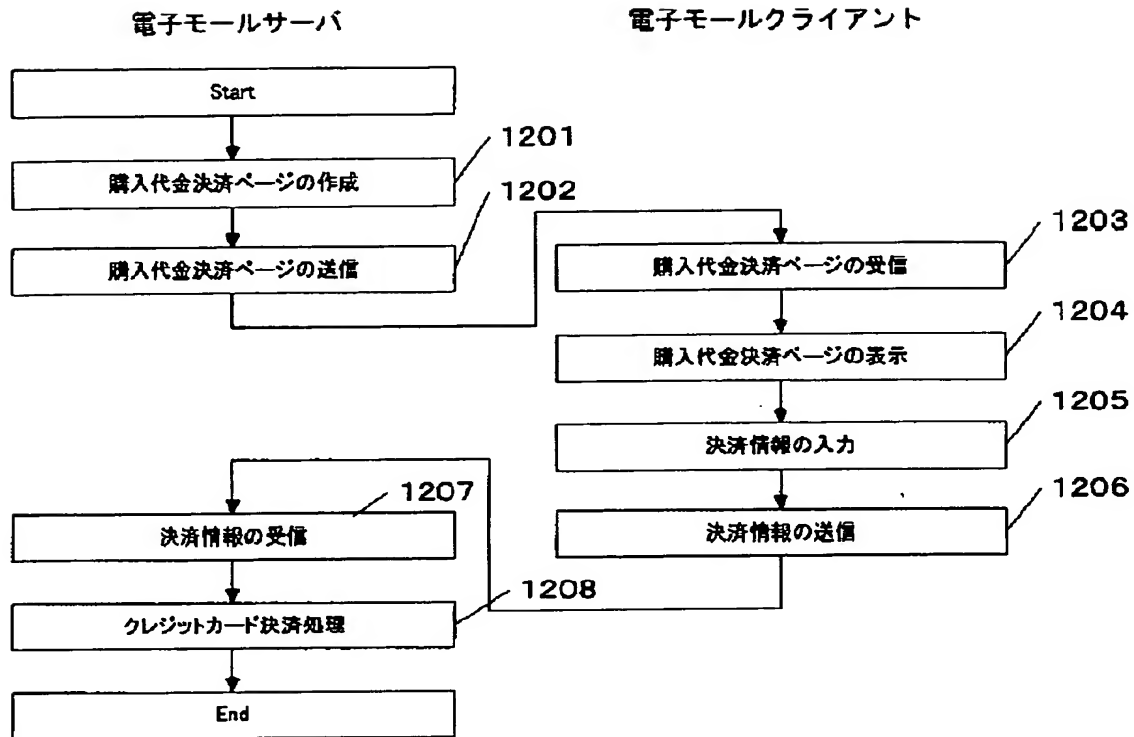 電子モールサーバ
電子モールクライアント
Start
1201
購入代金決済ページの作成
1202
購入代金決済ページの送信
1203
購入代金決済ページの受信
1204
購入代金決済ページの表示
1205
決済情報の入力
1206
決済情報の送信
1207
決済情報の受信
1208
クレジットカード決済処理
End